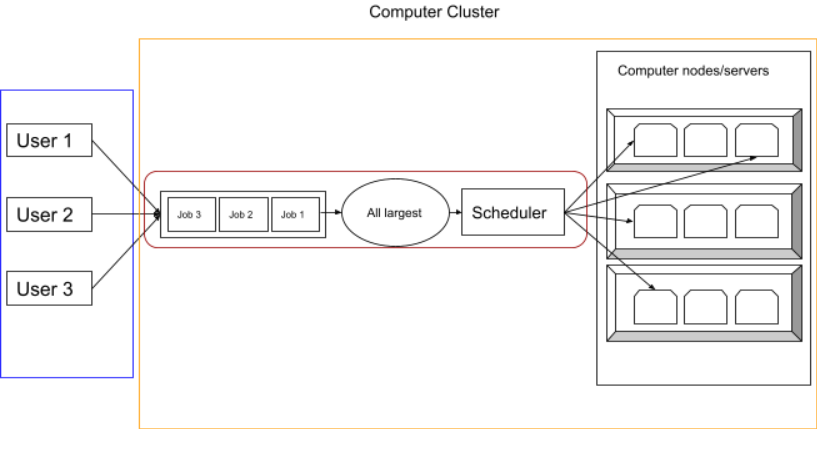 Computer Cluster
Computer nodes/servers
User 1
User 2
User 3
Job 3
Job 2
Job 1
All largest
Scheduler